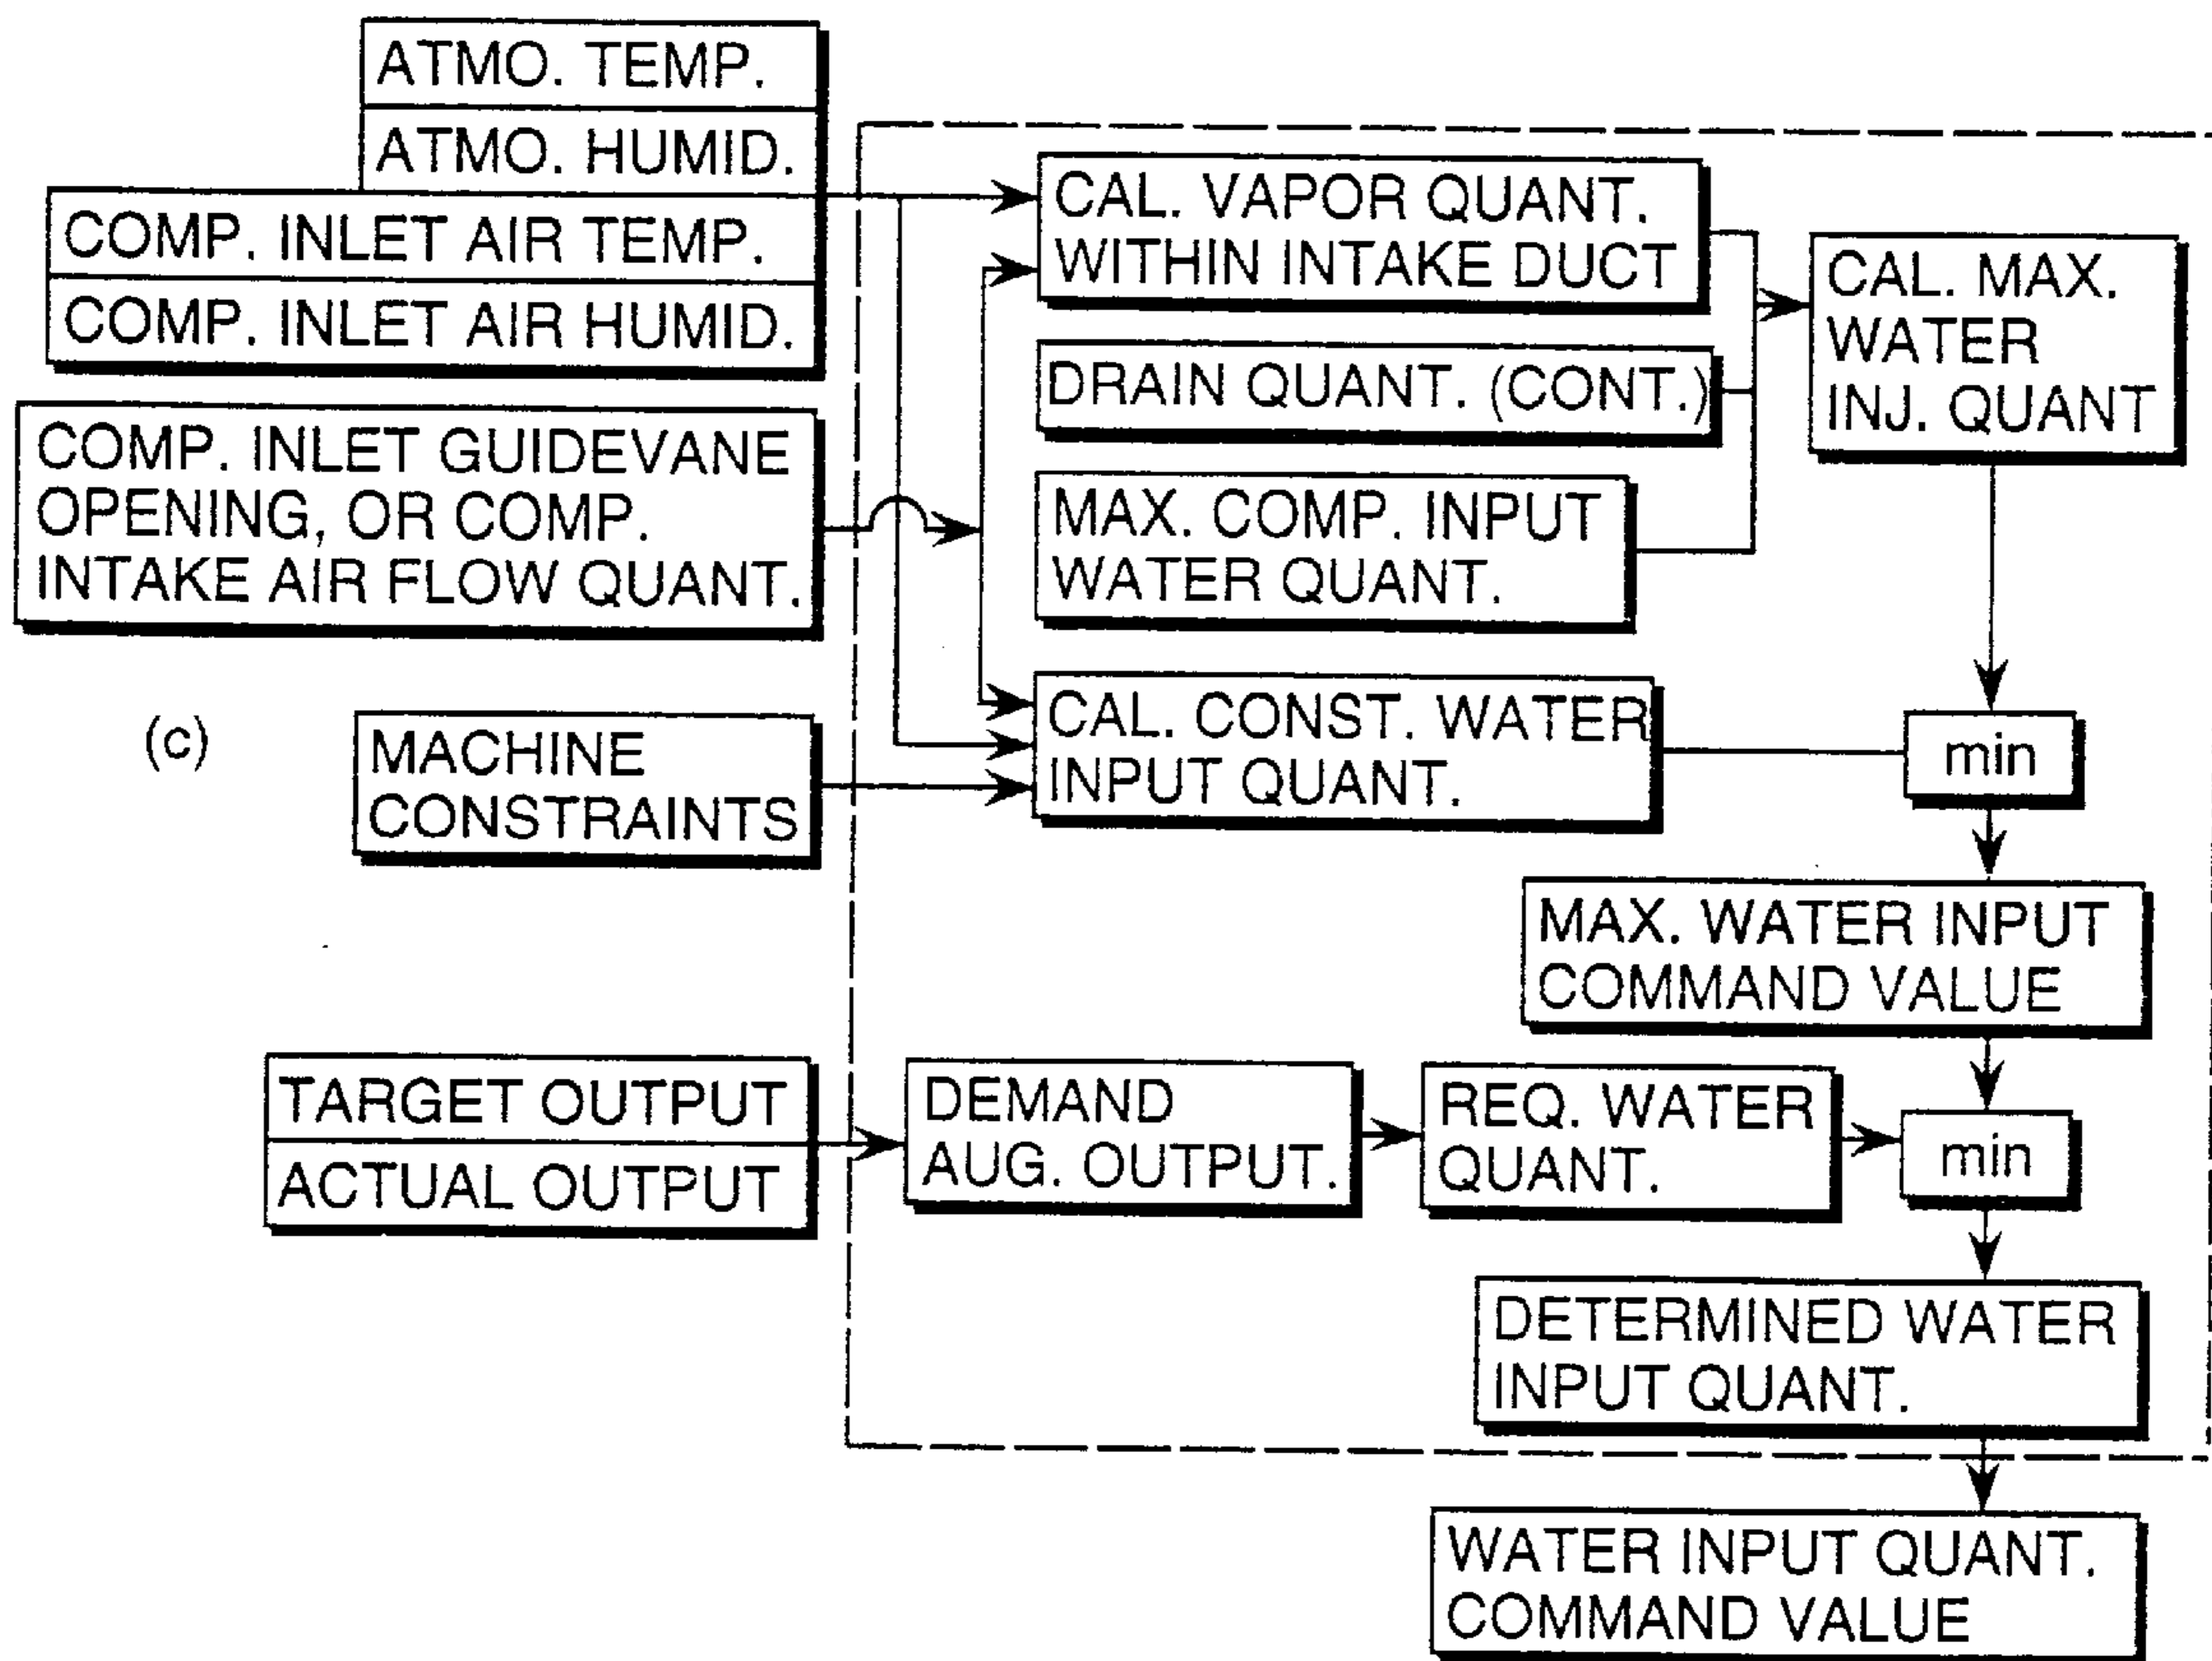 ATMO. TEMP.
ATMO. HUMID.
COMP. INLET AIR TEMP.
COMP. INLET AIR HUMID.
COMP. INLET GUIDEVANE
OPENING, OR COMP.
INTAKE AIR FLOW QUANT.
(c)
MACHINE
CONSTRAINTS
TARGET OUTPUT
ACTUAL OUTPUT
CAL. VAPOR QUANT.
WITHIN INTAKE DUCT
DRAIN QUANT. (CONT.)
MAX. COMP. INPUT
WATER QUANT.
CAL. CONST. WATER
INPUT QUANT.
CAL. MAX.
WATER
INJ. QUANT
min
MAX. WATER INPUT
COMMAND VALUE
DEMAND
AUG. OUTPUT.
REQ. WATER
QUANT.
min
DETERMINED WATER
INPUT QUANT.
WATER INPUT QUANT.
COMMAND VALUE